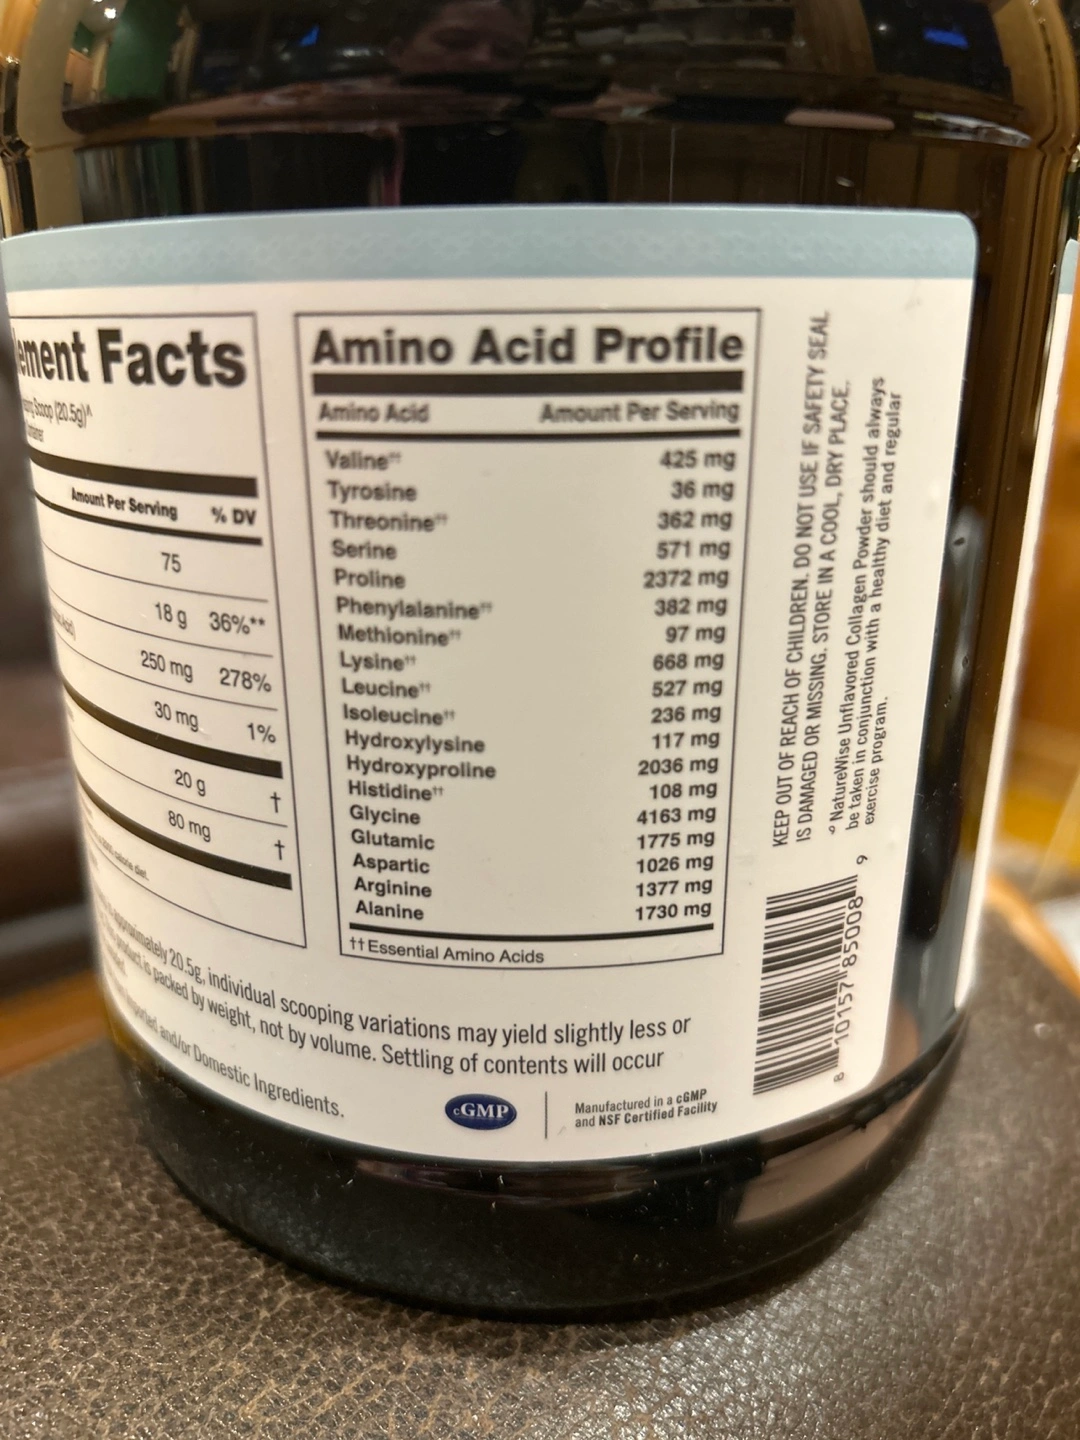 ement Facts
Scoop (20.5g)^
Amount Per Serving % DV
75
18 g 36%**
250 mg 278%
30 mg 1%
20 g †
80 mg †
Amino Acid Profile
Amino Acid Amount Per Serving
Valine†† 425 mg
Tyrosine 36 mg
Threonine†† 362 mg
Serine 571 mg
Proline 2372 mg
Phenylalanine†† 382 mg
Methionine†† 97 mg
Lysine†† 668 mg
Leucine†† 527 mg
Isoleucine†† 236 mg
Hydroxylysine 117 mg
Hydroxyproline 2036 mg
Histidine†† 108 mg
Glycine 4163 mg
Glutamic 1775 mg
Aspartic 1026 mg
Arginine 1377 mg
Alanine 1730 mg
††Essential Amino Acids
approximately 20.5g, individual scooping variations may yield slightly less or
product is packed by weight, not by volume. Settling of contents will occur
and/or Domestic Ingredients.
cGMP
Manufactured in a cGMP
and NSF Certified Facility
KEEP OUT OF REACH OF CHILDREN. DO NOT USE IF SAFETY SEAL
IS DAMAGED OR MISSING. STORE IN A COOL, DRY PLACE.
NatureWise Unflavored Collagen Powder should always
be taken in conjunction with a healthy diet and regular
exercise program.
8 10157 85008 9